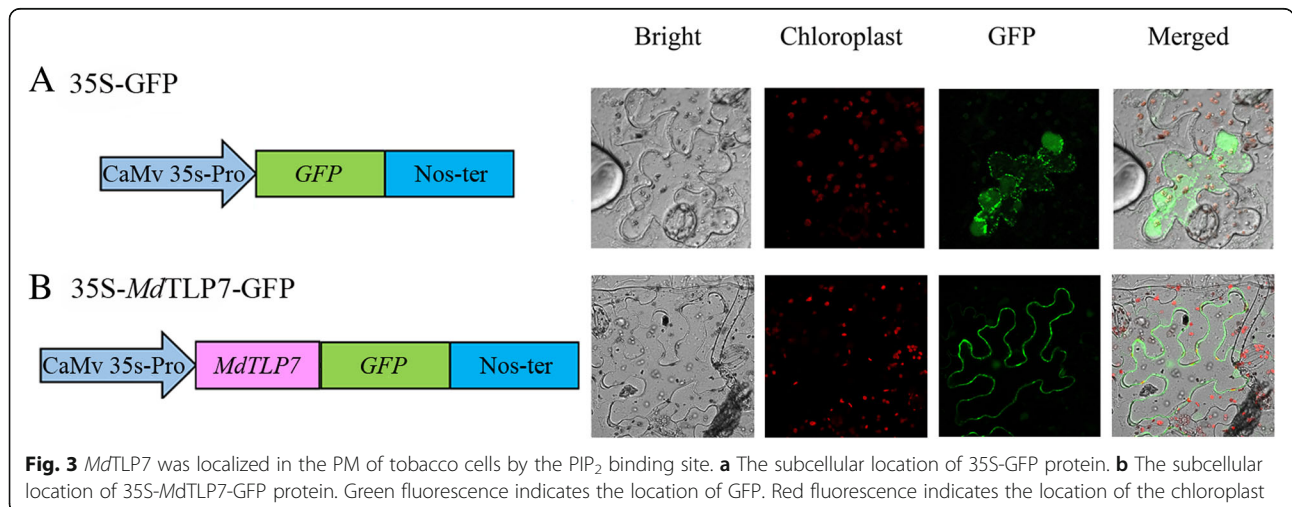 Bright Chloroplast GFP Merged
A 35S-GFP
CaMv 35s-Pro GFP Nos-ter
B 35S-MdTLP7-GFP
CaMv 35s-Pro MdTLP7 GFP Nos-ter
Fig. 3 MdTLP7 was localized in the PM of tobacco cells by the PIP₂ binding site. a The subcellular location of 35S-GFP protein. b The subcellular
location of 35S-MdTLP7-GFP protein. Green fluorescence indicates the location of GFP. Red fluorescence indicates the location of the chloroplast